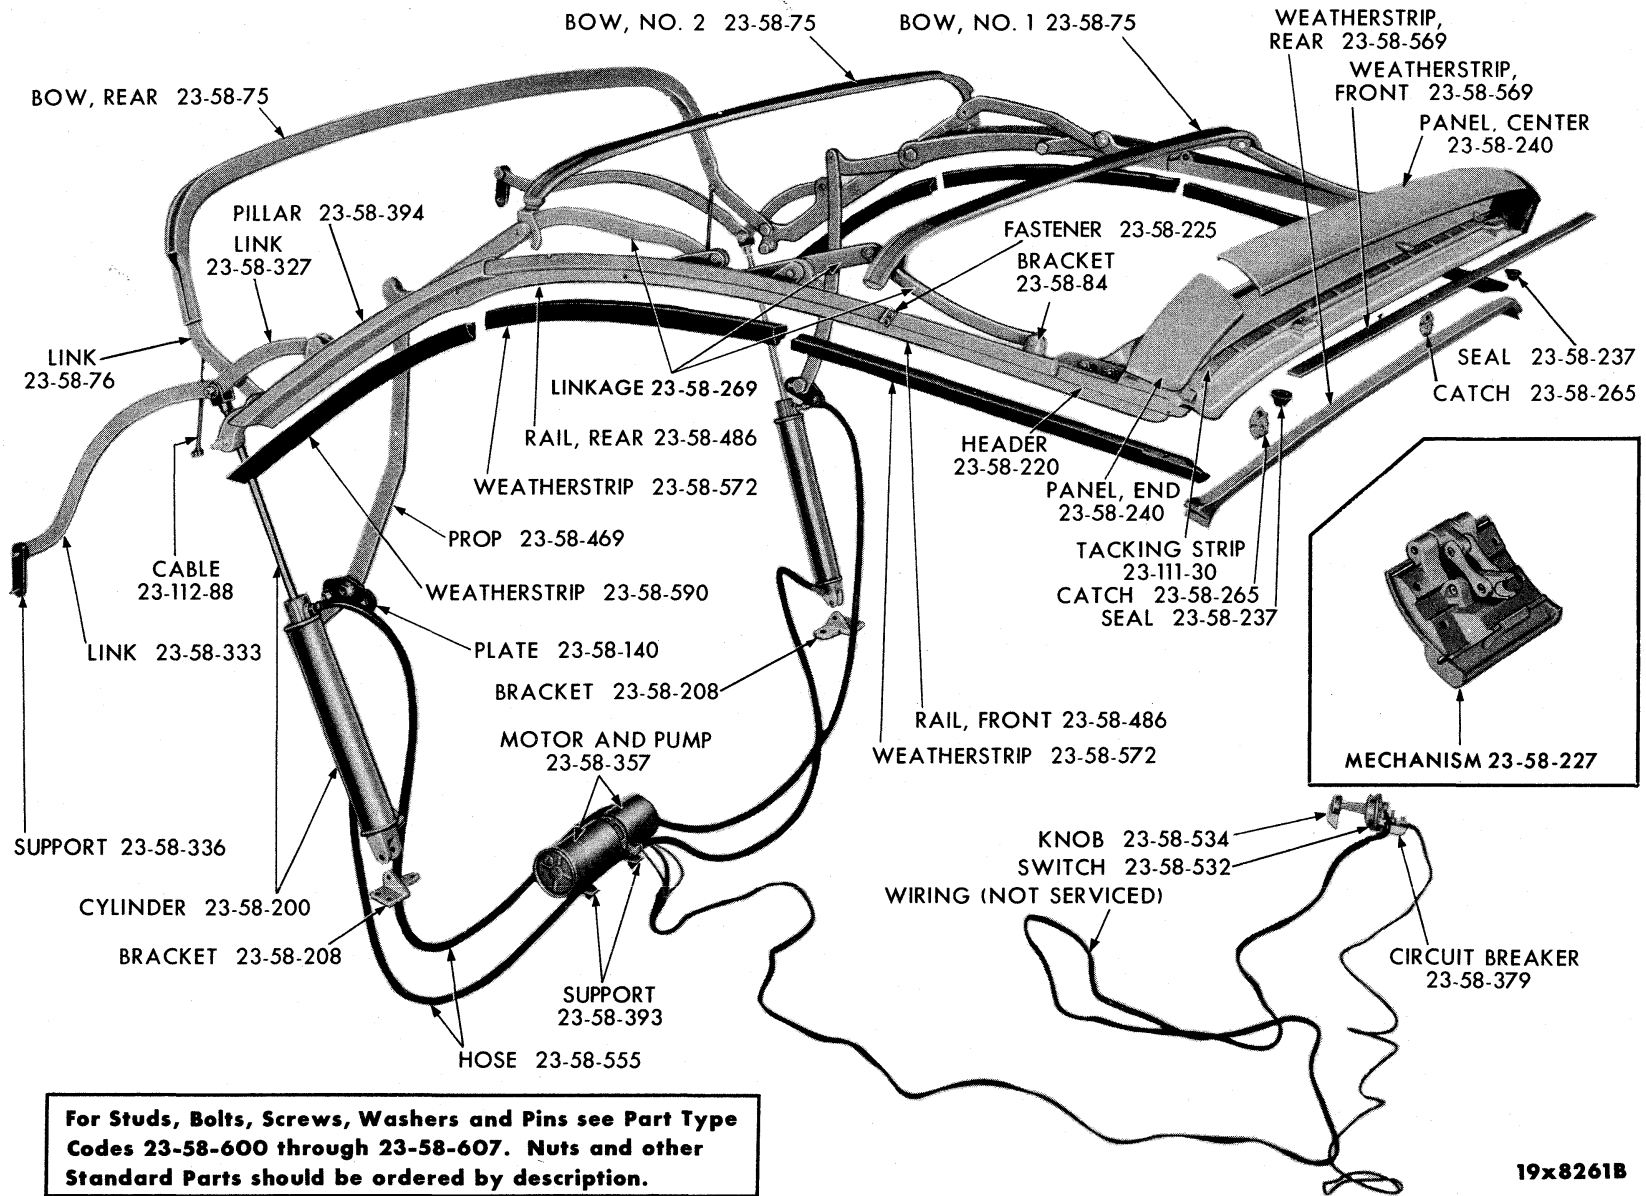 BOW, NO. 2 23-58-75
BOW, NO. 1 23-58-75
WEATHERSTRIP,
REAR 23-58-569
WEATHERSTRIP,
FRONT 23-58-569
BOW, REAR 23-58-75
PANEL, CENTER
23-58-240
PILLAR 23-58-394
LINK
23-58-327
FASTENER 23-58-225
BRACKET
23-58-84
LINK
23-58-76
LINKAGE 23-58-269
SEAL 23-58-237
CATCH 23-58-265
RAIL, REAR 23-58-486
HEADER
23-58-220
WEATHERSTRIP 23-58-572
PANEL, END
23-58-240
PROP 23-58-469
TACKING STRIP
23-111-30
CABLE
23-112-88
WEATHERSTRIP 23-58-590
CATCH 23-58-265
SEAL 23-58-237
LINK 23-58-333
PLATE 23-58-140
BRACKET 23-58-208
RAIL, FRONT 23-58-486
MOTOR AND PUMP
23-58-357
WEATHERSTRIP 23-58-572
MECHANISM 23-58-227
SUPPORT 23-58-336
KNOB 23-58-534
SWITCH 23-58-532
WIRING (NOT SERVICED)
CYLINDER 23-58-200
BRACKET 23-58-208
CIRCUIT BREAKER
23-58-379
SUPPORT
23-58-393
HOSE 23-58-555
For Studs, Bolts, Screws, Washers and Pins see Part Type
Codes 23-58-600 through 23-58-607. Nuts and other
Standard Parts should be ordered by description.
19x8261B